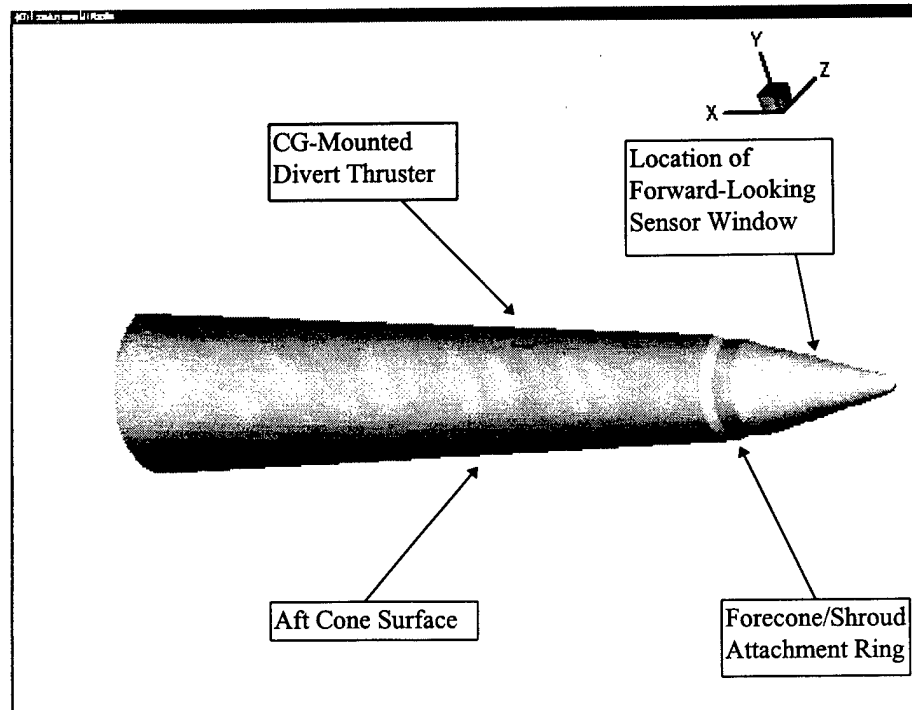 Y
Z
X
CG-Mounted
Divert Thruster
Location of
Forward-Looking
Sensor Window
Aft Cone Surface
Forecone/Shroud
Attachment Ring